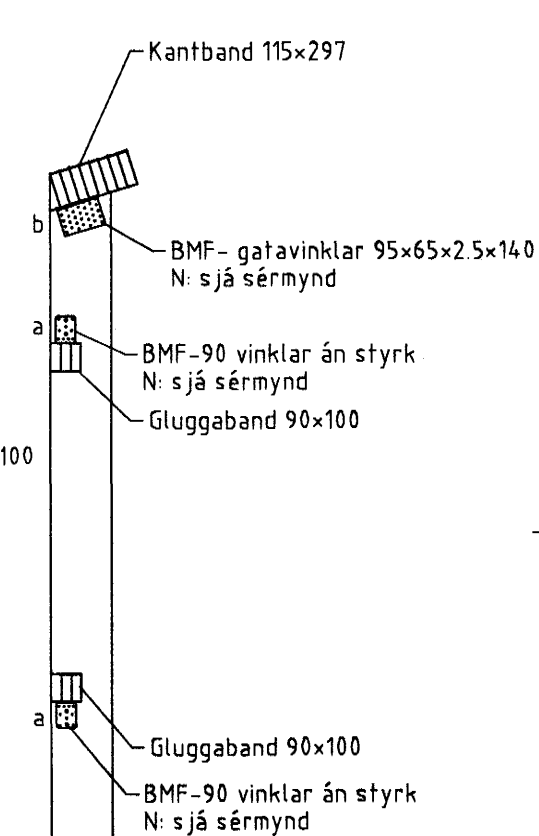 Kantband 115×297
b
BMF- gatavinklar 95×65×2.5×140
N: sjá sérmynd
a
BMF-90 vinklar án styrk
N: sjá sérmynd
Gluggaband 90×100
100
a
Gluggaband 90×100
BMF-90 vinklar án styrk
N: sjá sérmynd